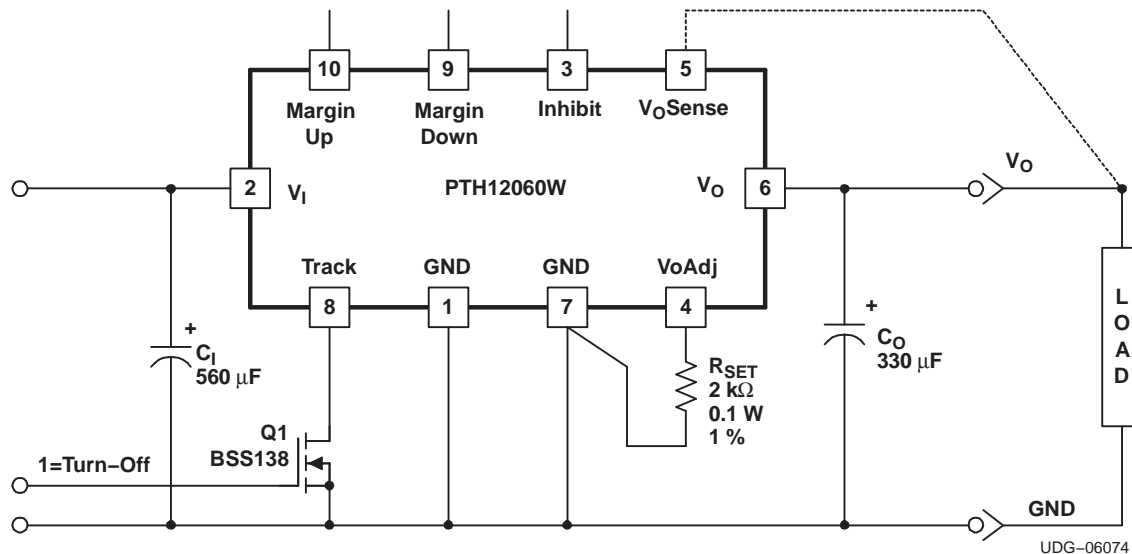 10
9
3
5
Margin
Up
Margin
Down
Inhibit
VOSense
2
VI
PTH12060W
VO
6
VO
Track
GND
GND
VoAdj
8
1
7
4
+
CI
560 μF
RSET
2 kΩ
0.1 W
1 %
+
CO
330 μF
L
O
A
D
Q1
BSS138
1=Turn−Off
GND
UDG−06074